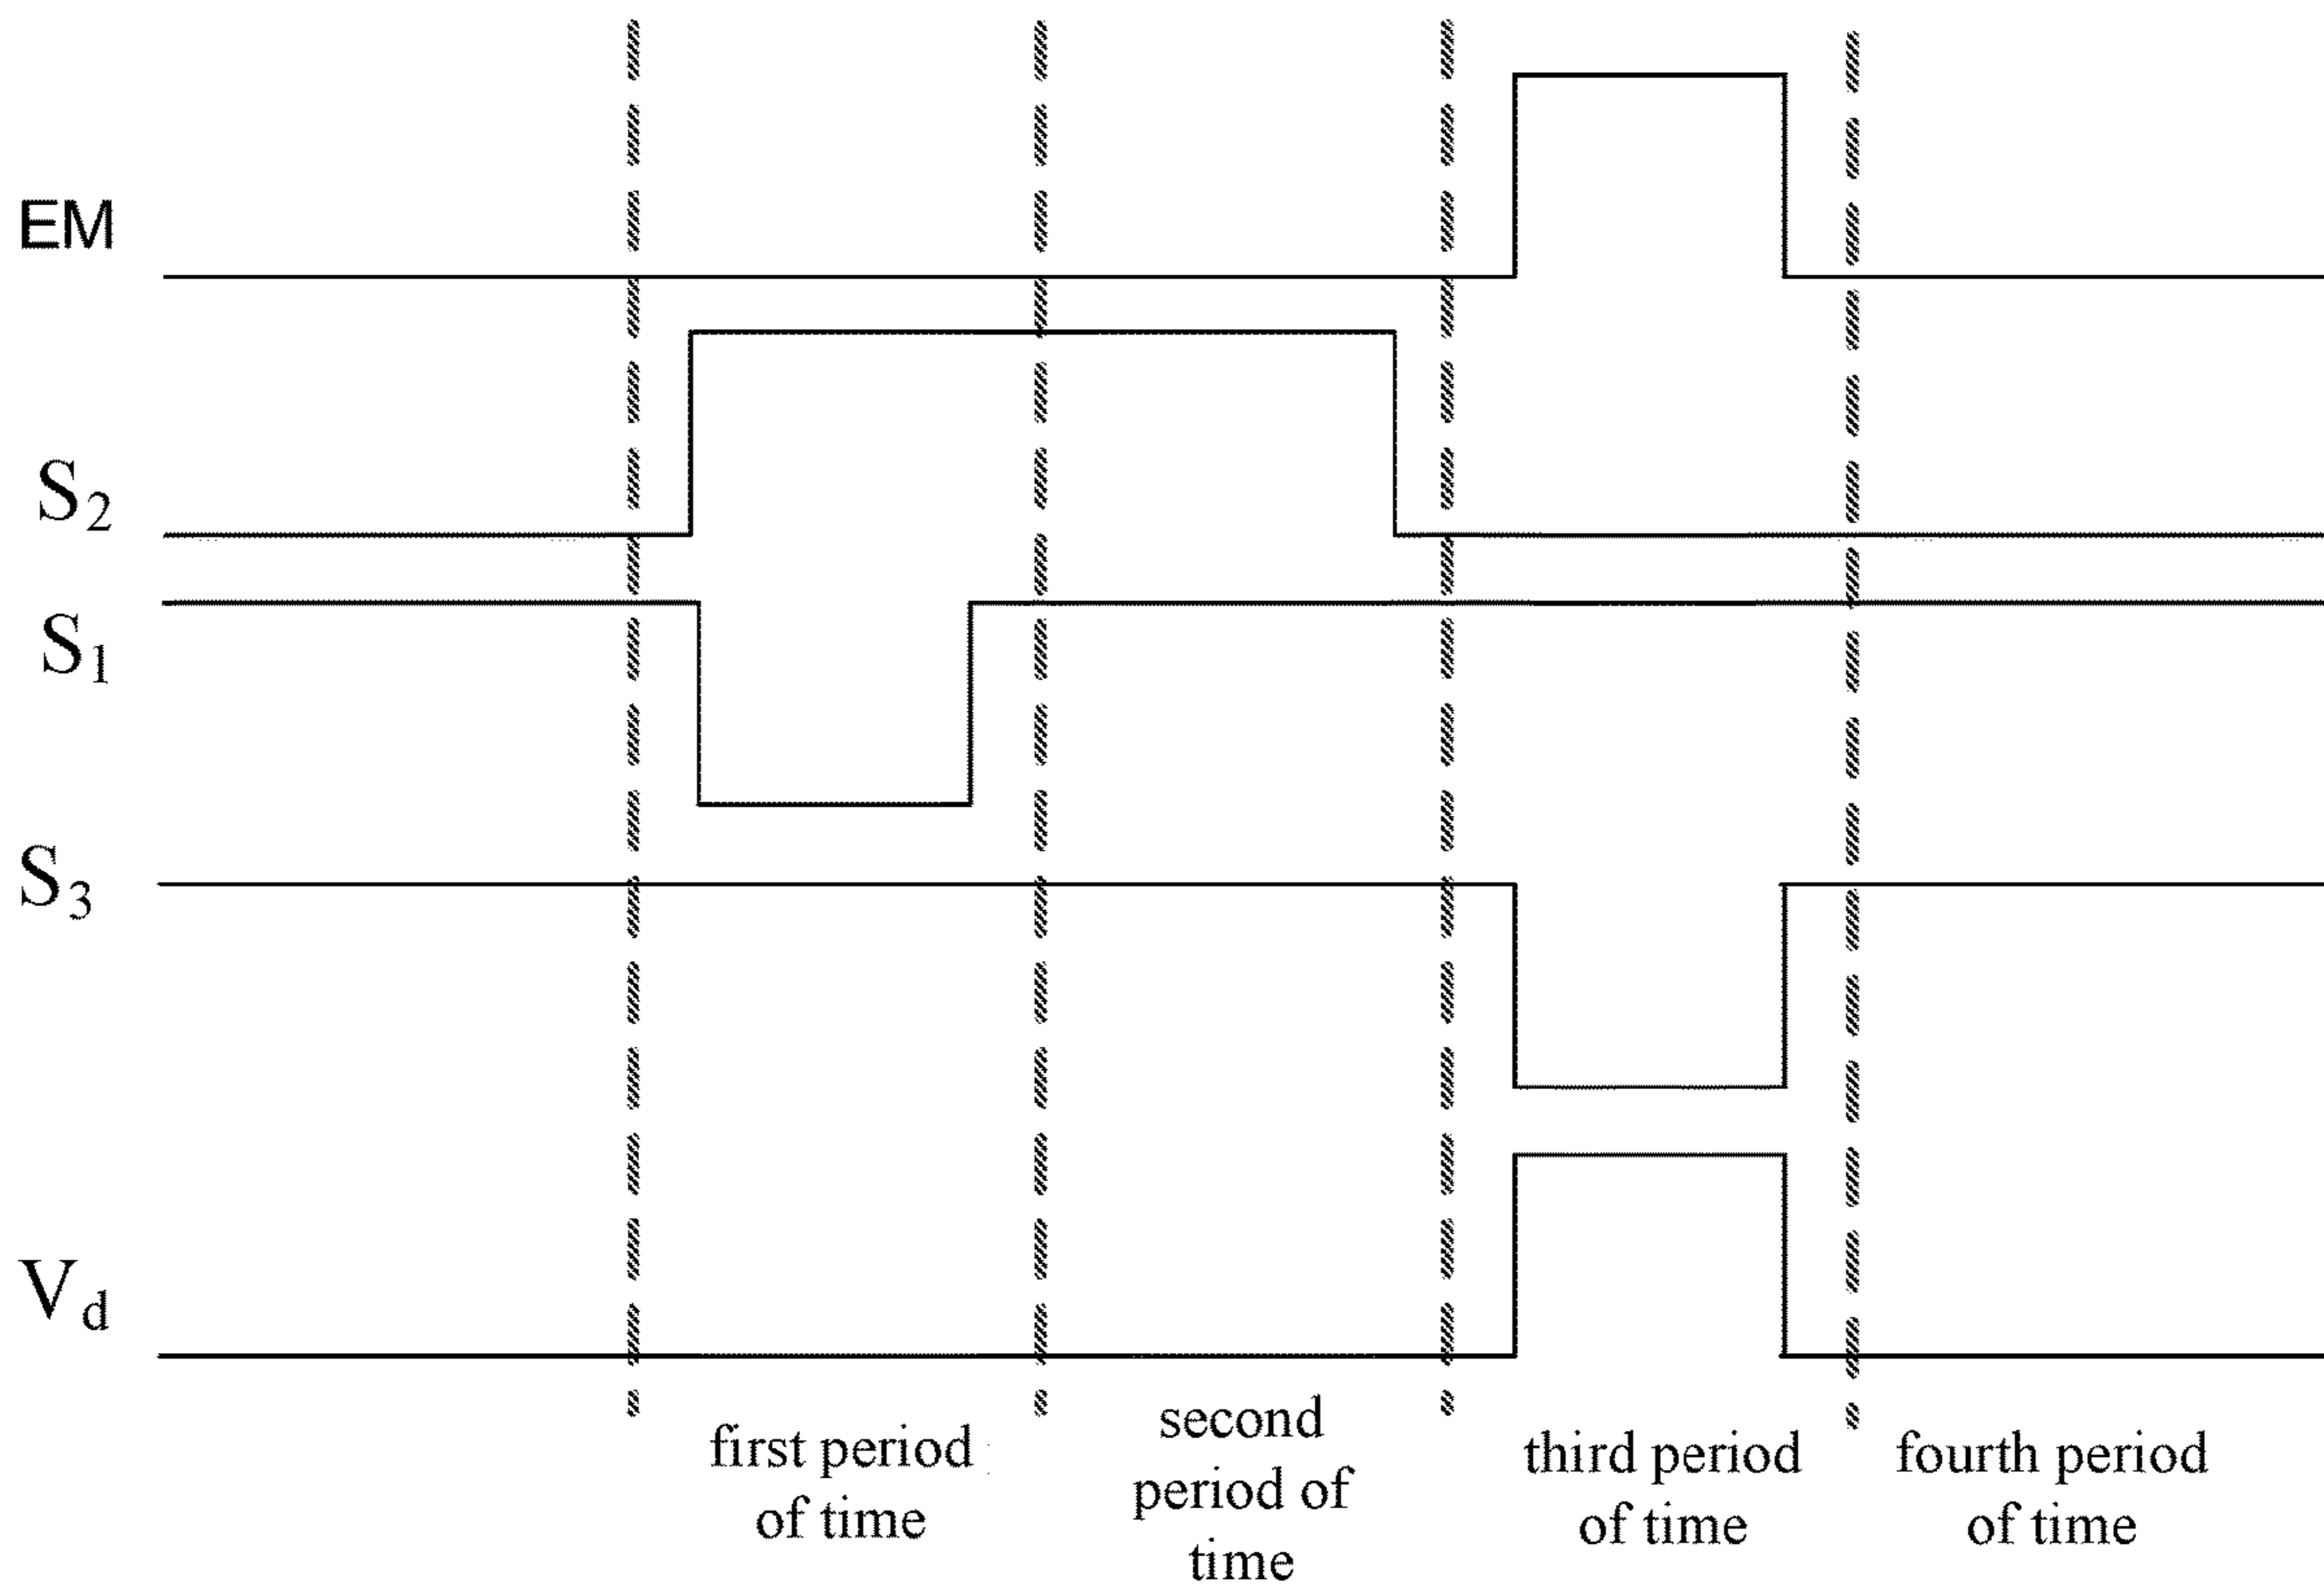 EM
S₂
S₁
S₃
V_d
first period
of time
second
period of
time
third period
of time
fourth period
of time